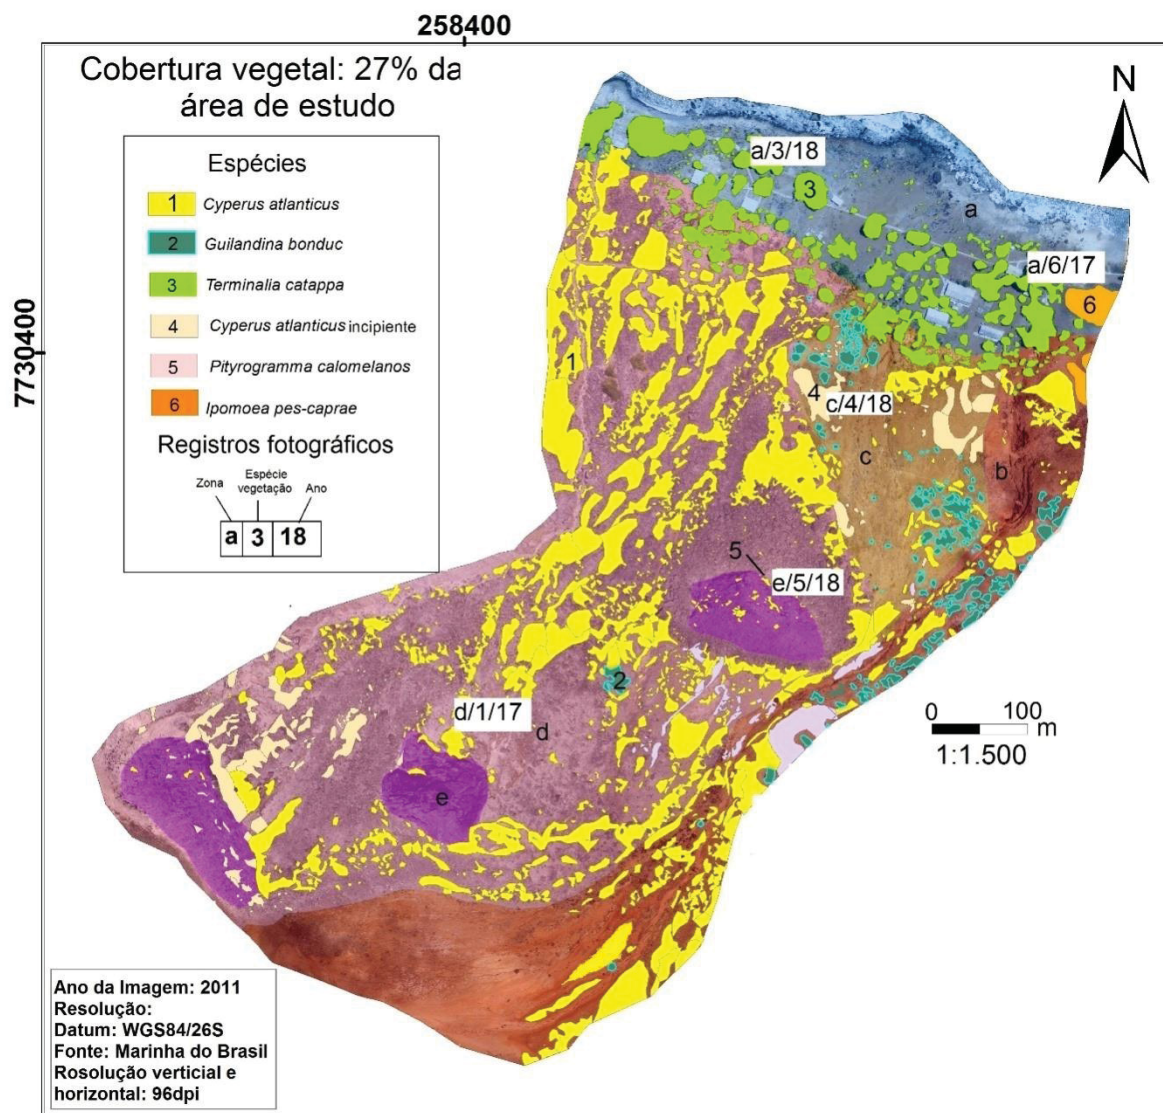 258400
Cobertura vegetal: 27% da
área de estudo
N
7730400
Espécies
1 Cyperus atlanticus
2 Guilandina bonduc
3 Terminalia catappa
4 Cyperus atlanticus incipiente
5 Pityrogramma calomelanos
6 Ipomoea pes-caprae
Registros fotográficos
Zona
Espécie
vegetação
Ano
a 3 18
a/3/18
3
a
a/6/17
6
1
4
c/4/18
c
b
5
e/5/18
2
d/1/17
d
e
0 100 m
1:1.500
Ano da Imagem: 2011
Resolução:
Datum: WGS84/26S
Fonte: Marinha do Brasil
Rosolução verticial e
horizontal: 96dpi